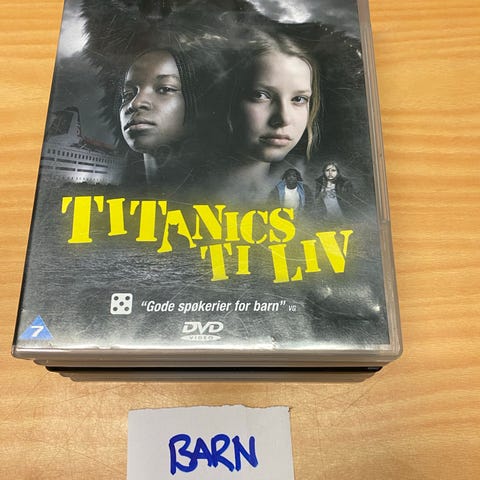 TITANICS
TI LIV
7
"Gode spøkerier for barn" VG
DVD
VIDEO
BARN